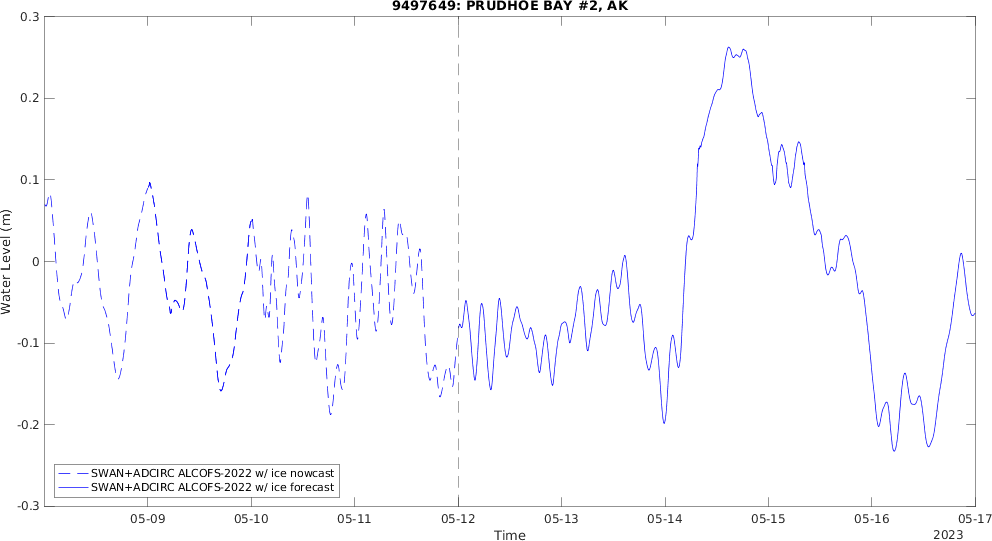 9497649: PRUDHOE BAY #2, AK
0.3
0.2
0.1
0
-0.1
-0.2
-0.3
Water Level (m)
SWAN+ADCIRC ALCOFS-2022 w/ ice nowcast
SWAN+ADCIRC ALCOFS-2022 w/ ice forecast
05-09 05-10 05-11 05-12 05-13 05-14 05-15 05-16 05-17
Time
2023